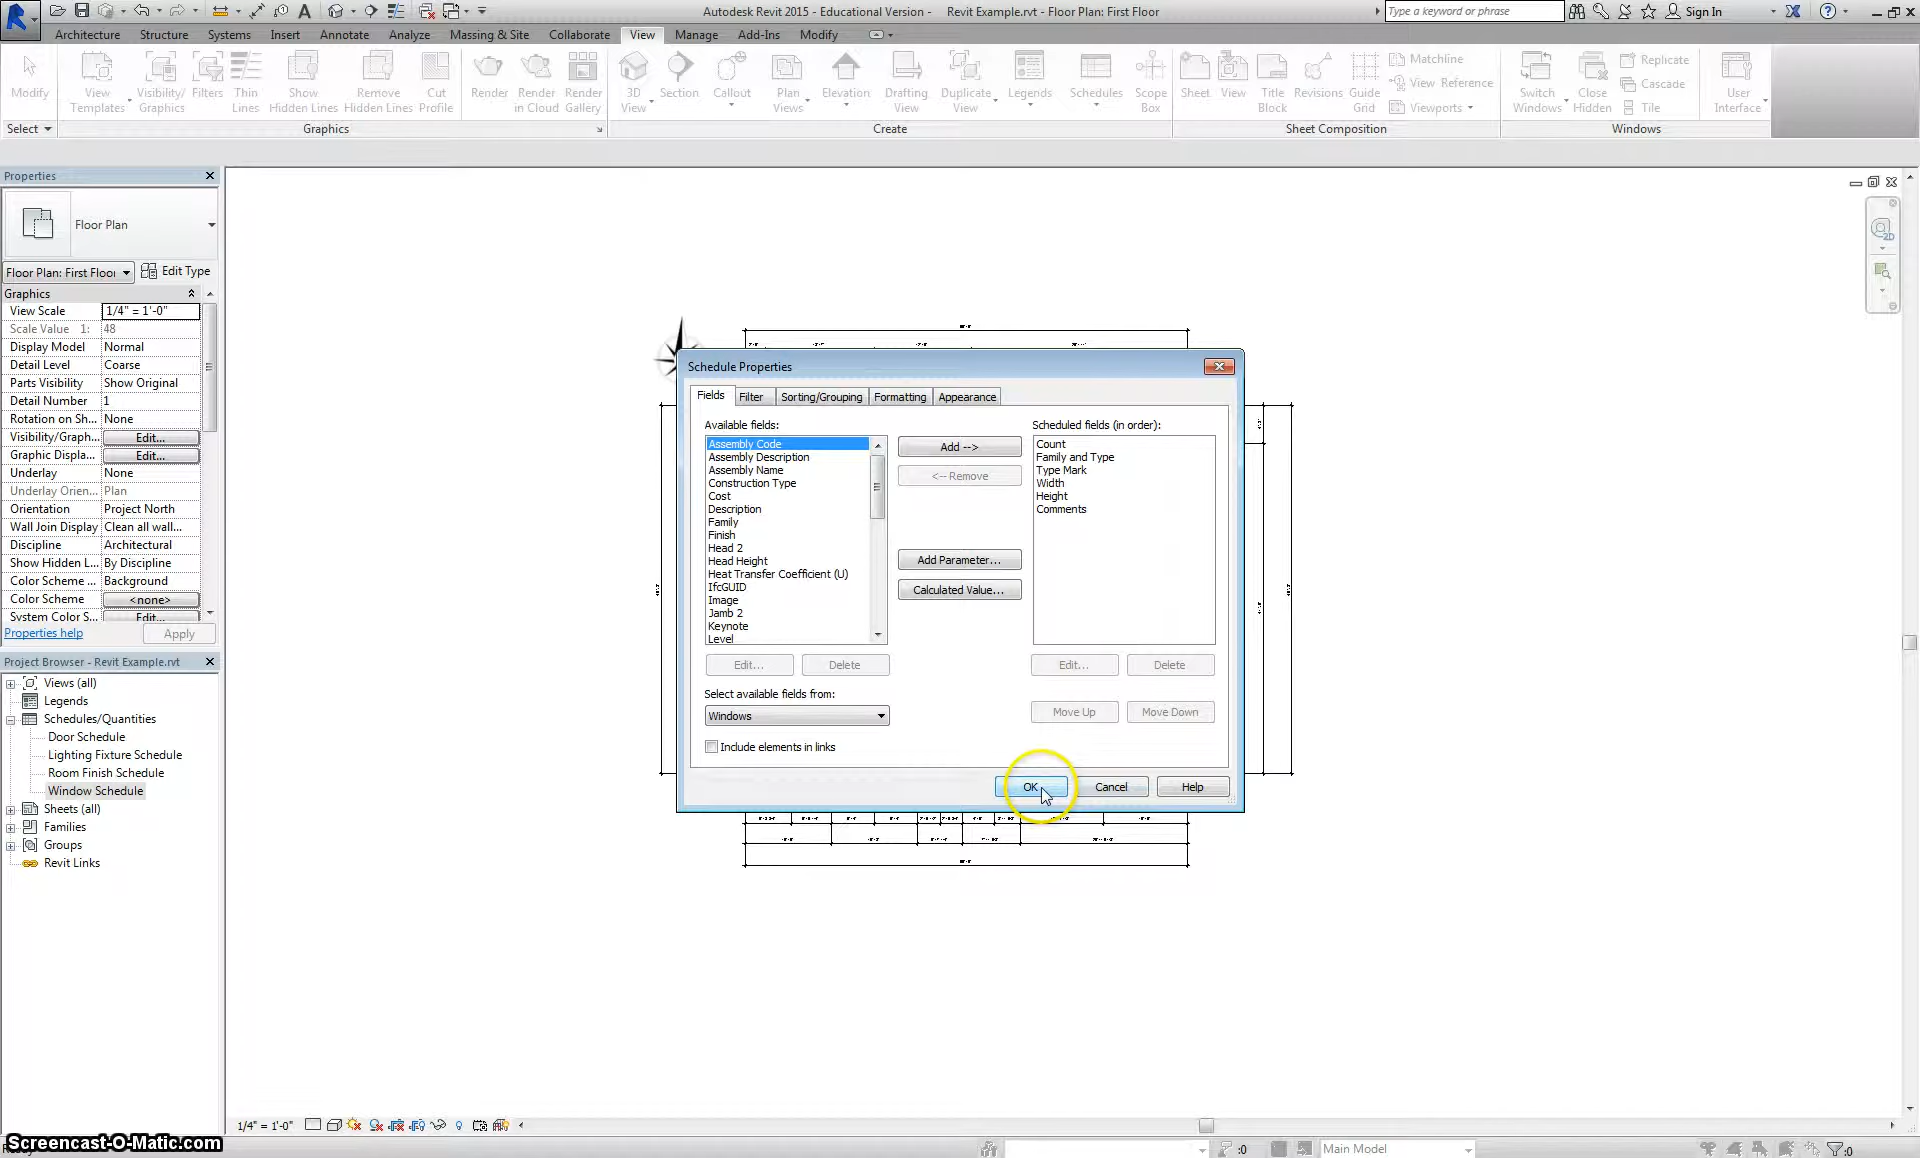 Autodesk Revit 2015 - Educational Version - Revit Example.rvt - Floor Plan: First Floor
Type a keyword or phrase
Sign In
Architecture Structure Systems Insert Annotate Analyze Massing & Site Collaborate View Manage Add-Ins Modify
Modify
View Templates
Visibility/ Graphics
Filters
Thin Lines
Show Hidden Lines
Remove Hidden Lines
Cut Profile
Render
Render in Cloud
Render Gallery
3D View
Section
Callout
Plan Views
Elevation
Drafting View
Duplicate View
Legends
Schedules
Scope Box
Sheet
View
Title Block
Revisions
Guide Grid
Matchline
View Reference
Viewports
Switch Windows
Close Hidden
Replicate
Cascade
Tile
User Interface
Select
Graphics
Create
Sheet Composition
Windows
Properties
Floor Plan
Floor Plan: First Floor
Edit Type
Graphics
View Scale 1/4" = 1'-0"
Scale Value 1: 48
Display Model Normal
Detail Level Coarse
Parts Visibility Show Original
Detail Number 1
Rotation on Sh... None
Visibility/Graph... Edit...
Graphic Displa... Edit...
Underlay None
Underlay Orien... Plan
Orientation Project North
Wall Join Display Clean all wall...
Discipline Architectural
Show Hidden L... By Discipline
Color Scheme ... Background
Color Scheme <none>
System Color S... Edit...
Properties help
Apply
Project Browser - Revit Example.rvt
Views (all)
Legends
Schedules/Quantities
Door Schedule
Lighting Fixture Schedule
Room Finish Schedule
Window Schedule
Sheets (all)
Families
Groups
Revit Links
Schedule Properties
Fields Filter Sorting/Grouping Formatting Appearance
Available fields:
Assembly Code
Assembly Description
Assembly Name
Construction Type
Cost
Description
Family
Finish
Head 2
Head Height
Heat Transfer Coefficient (U)
IfcGUID
Image
Jamb 2
Keynote
Level
Add -->
<-- Remove
Add Parameter...
Calculated Value...
Scheduled fields (in order):
Count
Family and Type
Type Mark
Width
Height
Comments
Edit... Delete
Edit... Delete
Select available fields from:
Windows
Move Up Move Down
Include elements in links
OK Cancel Help
1/4" = 1'-0"
Screencast-O-Matic.com
:0
Main Model
:0